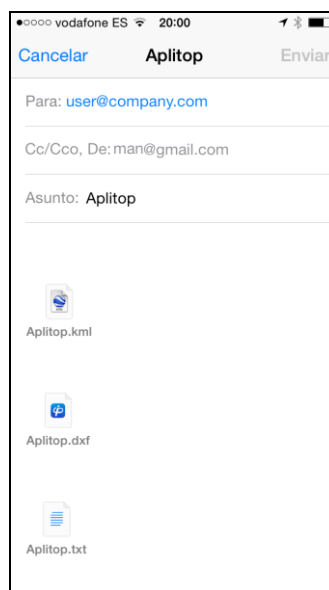 vodafone ES 20:00
Cancelar Aplitop Enviar
Para: user@company.com
Cc/Cco, De: man@gmail.com
Asunto: Aplitop
Aplitop.kml
Aplitop.dxf
Aplitop.txt